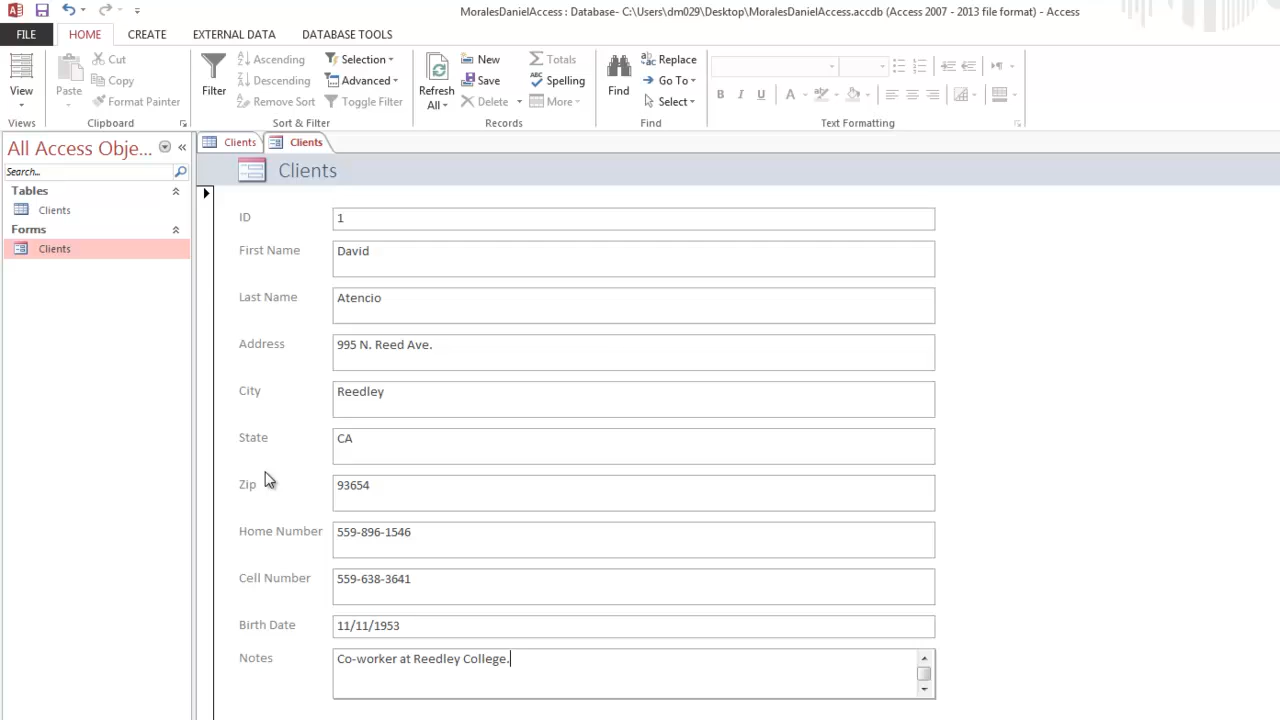 MoralesDanielAccess : Database- C:\Users\dm029\Desktop\MoralesDanielAccess.accdb (Access 2007 - 2013 file format) - Access
FILE HOME CREATE EXTERNAL DATA DATABASE TOOLS
View
Views
Paste
Cut
Copy
Format Painter
Clipboard
Filter
Ascending
Descending
Remove Sort
Selection
Advanced
Toggle Filter
Sort & Filter
Refresh
All
New
Save
Delete
Totals
Spelling
More
Records
Find
Replace
Go To
Select
Find
B I U A
Text Formatting
All Access Obje...
Search...
Tables
Clients
Forms
Clients
Clients Clients
Clients
ID 1
First Name David
Last Name Atencio
Address 995 N. Reed Ave.
City Reedley
State CA
Zip 93654
Home Number 559-896-1546
Cell Number 559-638-3641
Birth Date 11/11/1953
Notes Co-worker at Reedley College.